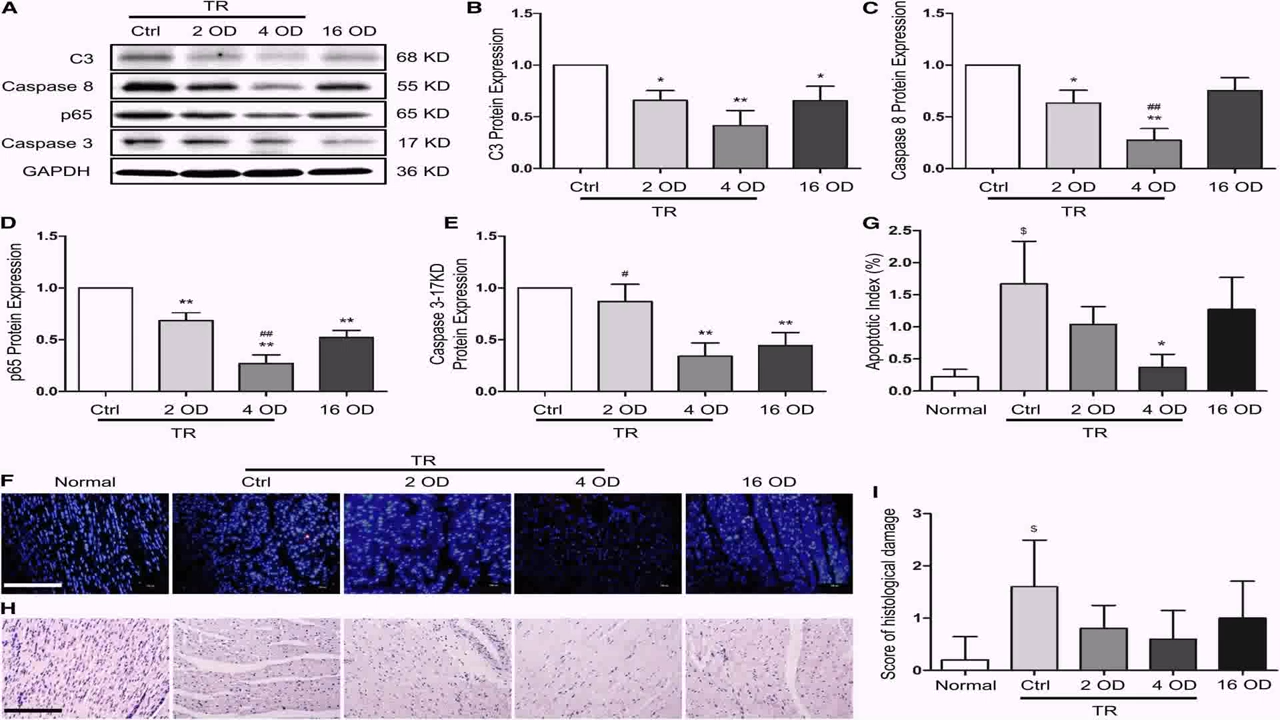 A
TR
Ctrl 2 OD 4 OD 16 OD
C3 68 KD
Caspase 8 55 KD
p65 65 KD
Caspase 3 17 KD
GAPDH 36 KD
B
C3 Protein Expression
1.5
1.0
0.5
0.0
* ** *
Ctrl 2 OD 4 OD 16 OD
TR
C
Caspase 8 Protein Expression
1.5
1.0
0.5
0.0
*
##
**
Ctrl 2 OD 4 OD 16 OD
TR
D
p65 Protein Expression
1.5
1.0
0.5
0.0
**
##
**
**
Ctrl 2 OD 4 OD 16 OD
TR
E
Caspase 3-17KD
Protein Expression
1.5
1.0
0.5
0.0
# ** **
Ctrl 2 OD 4 OD 16 OD
TR
G
Apoptotic Index (%)
2.5
2.0
1.5
1.0
0.5
0.0
$ *
Normal Ctrl 2 OD 4 OD 16 OD
TR
F
TR
Normal Ctrl 2 OD 4 OD 16 OD
H
I
Score of histological damage
3
2
1
0
$
Normal Ctrl 2 OD 4 OD 16 OD
TR